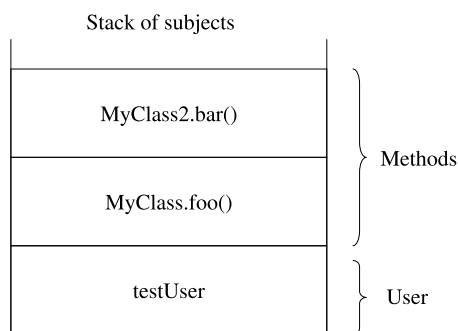 Stack of subjects
MyClass2.bar()
Methods
MyClass.foo()
testUser
User